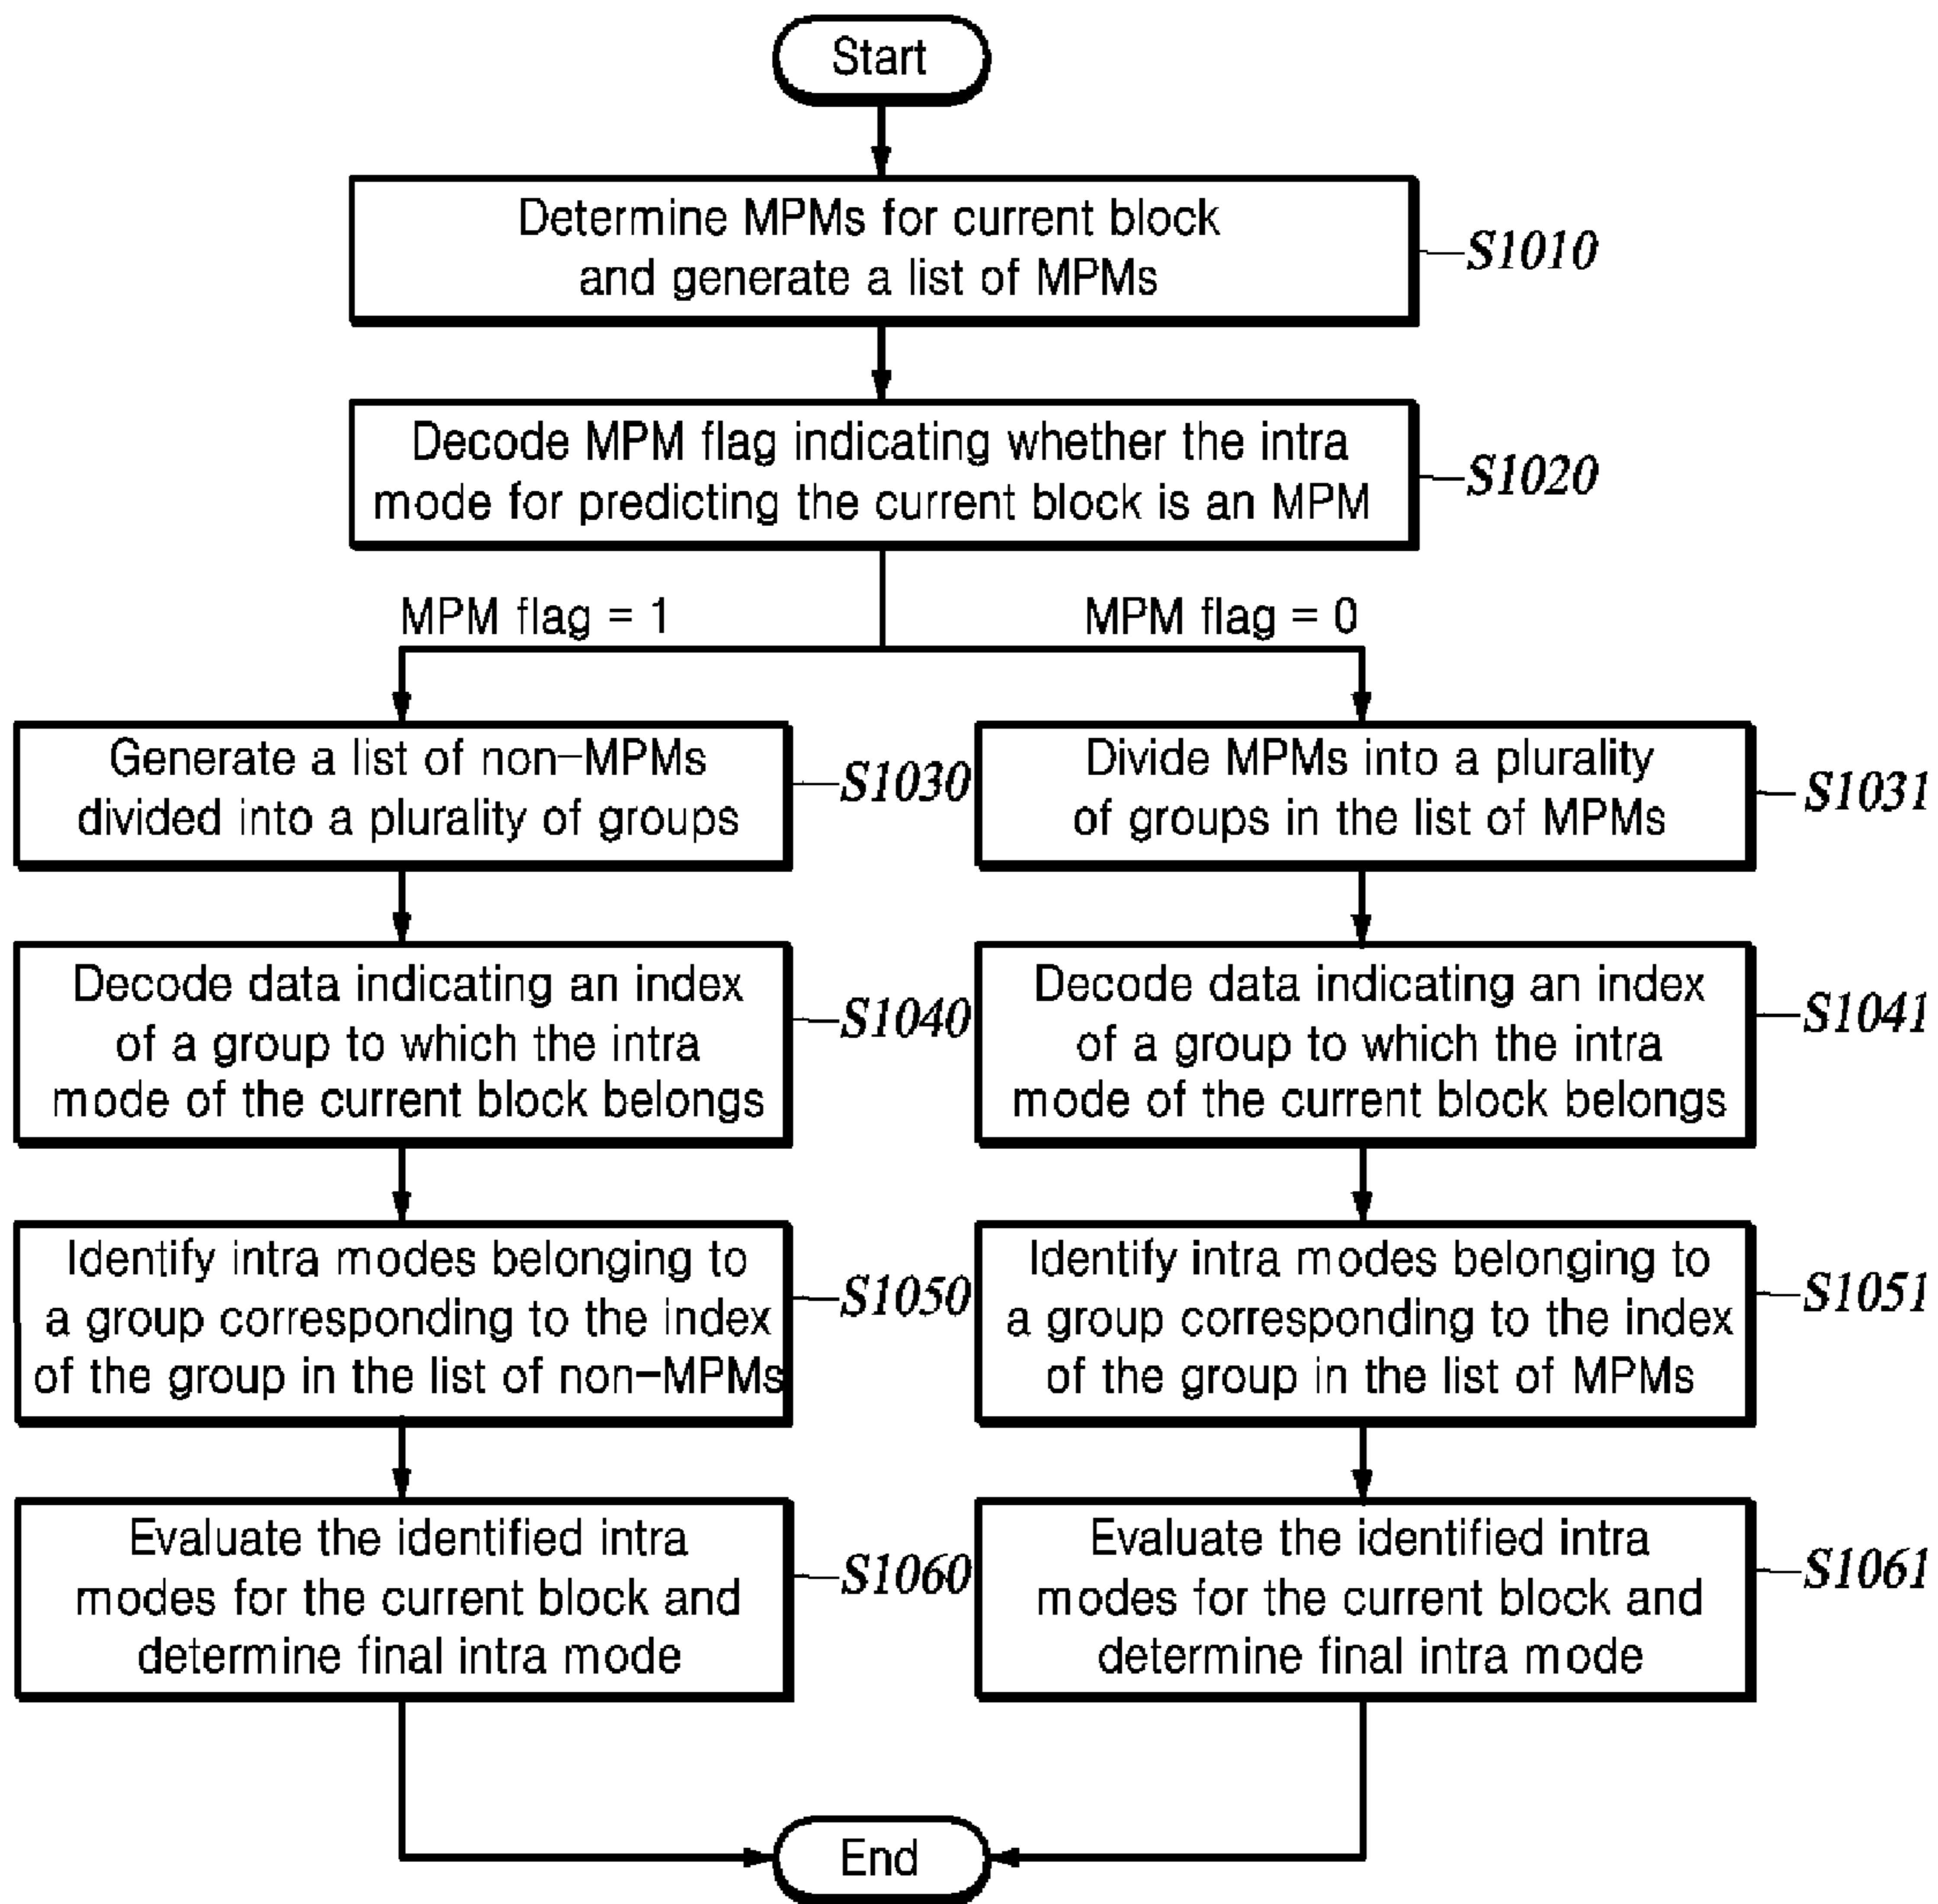 Start
Determine MPMs for current block
and generate a list of MPMs
S1010
Decode MPM flag indicating whether the intra
mode for predicting the current block is an MPM
S1020
MPM flag = 1
MPM flag = 0
Generate a list of non-MPMs
divided into a plurality of groups
S1030
Divide MPMs into a plurality
of groups in the list of MPMs
S1031
Decode data indicating an index
of a group to which the intra
mode of the current block belongs
S1040
Decode data indicating an index
of a group to which the intra
mode of the current block belongs
S1041
Identify intra modes belonging to
a group corresponding to the index
of the group in the list of non-MPMs
S1050
Identify intra modes belonging to
a group corresponding to the index
of the group in the list of MPMs
S1051
Evaluate the identified intra
modes for the current block and
determine final intra mode
S1060
Evaluate the identified intra
modes for the current block and
determine final intra mode
S1061
End